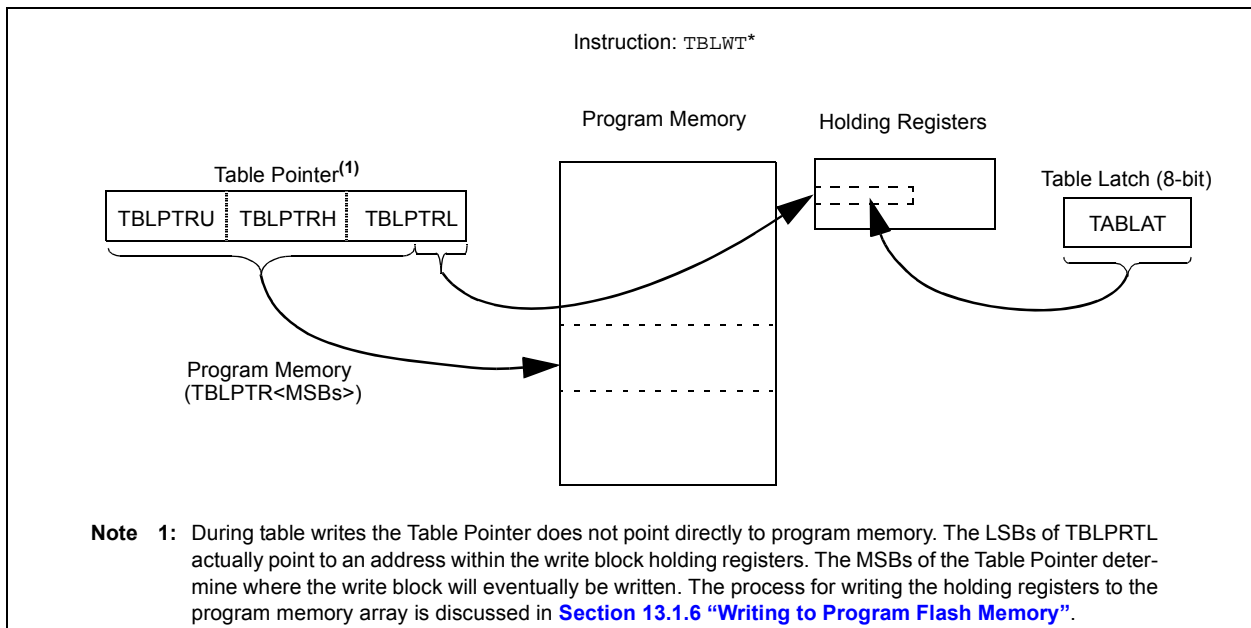 Instruction: TBLWT*
Program Memory
Holding Registers
Table Pointer(1)
Table Latch (8-bit)
TBLPTRU TBLPTRH TBLPTRL
TABLAT
Program Memory
(TBLPTR<MSBs>)
Note 1: During table writes the Table Pointer does not point directly to program memory. The LSBs of TBLPRTL
actually point to an address within the write block holding registers. The MSBs of the Table Pointer deter-
mine where the write block will eventually be written. The process for writing the holding registers to the
program memory array is discussed in Section 13.1.6 “Writing to Program Flash Memory”.